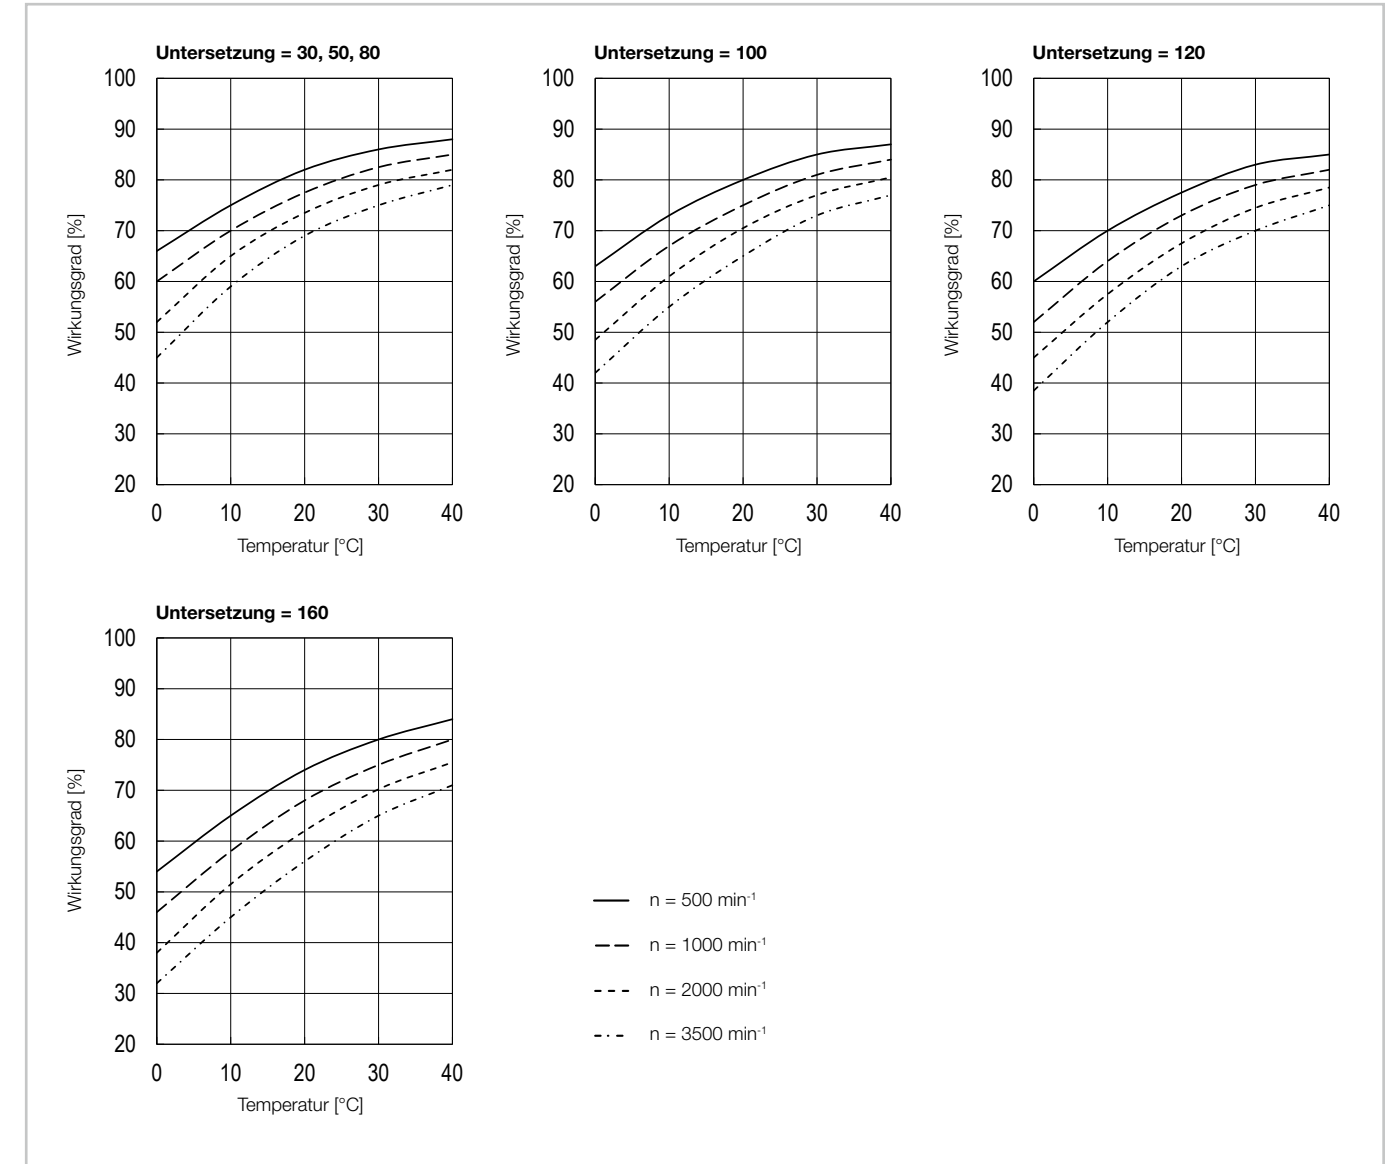 Untersetzung = 30, 50, 80
100
90
80
70
60
50
40
30
20
Wirkungsgrad [%]
0 10 20 30 40
Temperatur [°C]
Untersetzung = 100
100
90
80
70
60
50
40
30
20
Wirkungsgrad [%]
0 10 20 30 40
Temperatur [°C]
Untersetzung = 120
100
90
80
70
60
50
40
30
20
Wirkungsgrad [%]
0 10 20 30 40
Temperatur [°C]
Untersetzung = 160
100
90
80
70
60
50
40
30
20
Wirkungsgrad [%]
0 10 20 30 40
Temperatur [°C]
n = 500 min⁻¹
n = 1000 min⁻¹
n = 2000 min⁻¹
n = 3500 min⁻¹